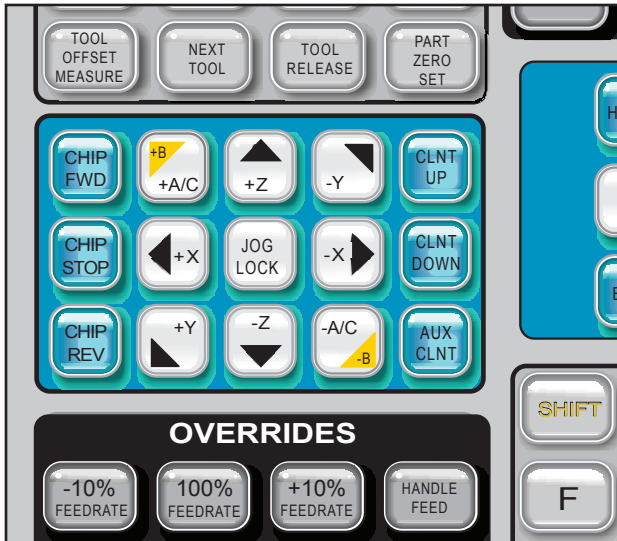 TOOL
OFFSET
MEASURE
NEXT
TOOL
TOOL
RELEASE
PART
ZERO
SET
CHIP
FWD
+B
+A/C
+Z
-Y
CLNT
UP
CHIP
STOP
+X
JOG
LOCK
-X
CLNT
DOWN
CHIP
REV
+Y
-Z
-A/C
-B
AUX
CLNT
H
E
SHIFT
F
OVERRIDES
-10%
FEEDRATE
100%
FEEDRATE
+10%
FEEDRATE
HANDLE
FEED